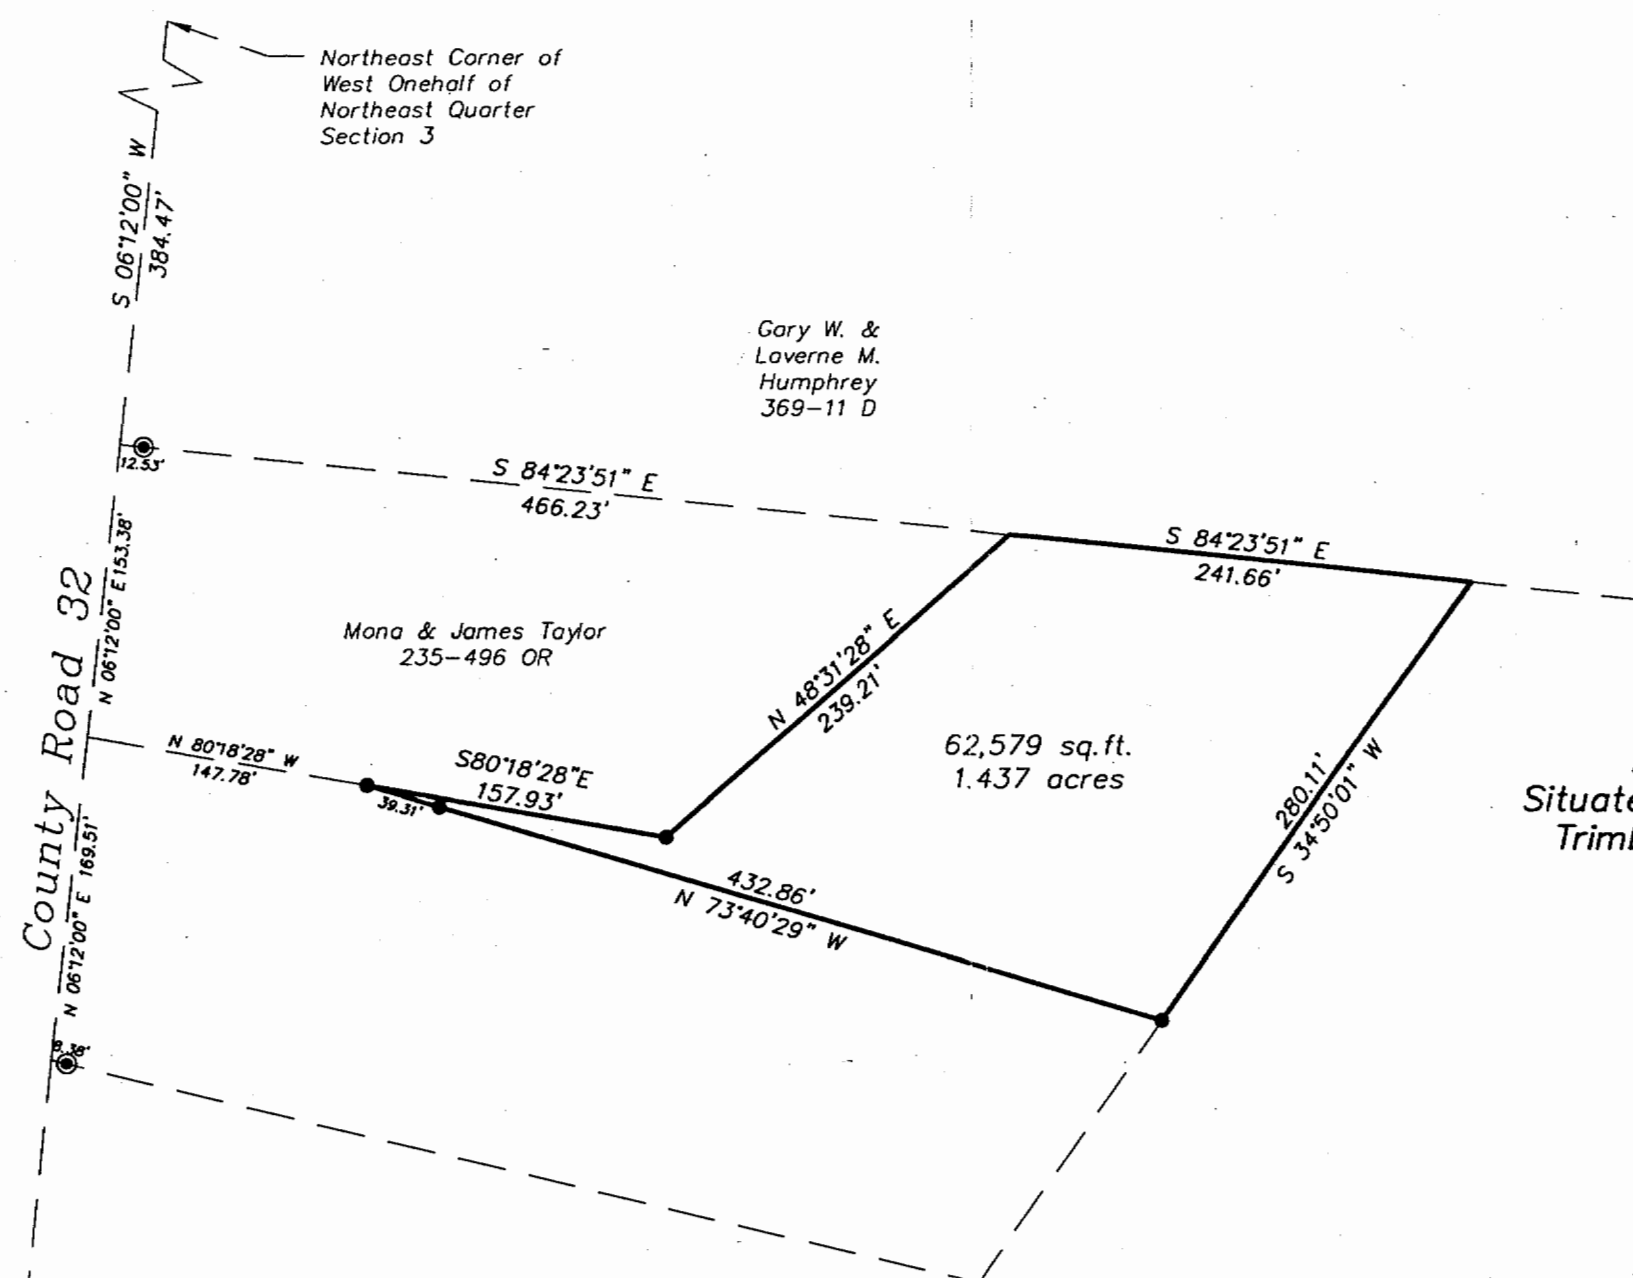 Northeast Corner of
West Onehalf of
Northeast Quarter
Section 3
S 06°12'00" W
384.47'
Gary W. &
Laverne M.
Humphrey
369-11 D
12.53'
S 84°23'51" E
466.23'
S 84°23'51" E
241.66'
N 06°12'00" E 153.38'
County Road 32
Mona & James Taylor
235-496 OR
N 48°31'28" E
239.21'
N 80°18'28" W
147.78'
S80°18'28"E
157.93'
39.31'
62,579 sq.ft.
1.437 acres
280.11'
S 34°50'01" W
Situate
Trimb
432.86'
N 73°40'29" W
N 06°12'00" E 169.51'
8.38'